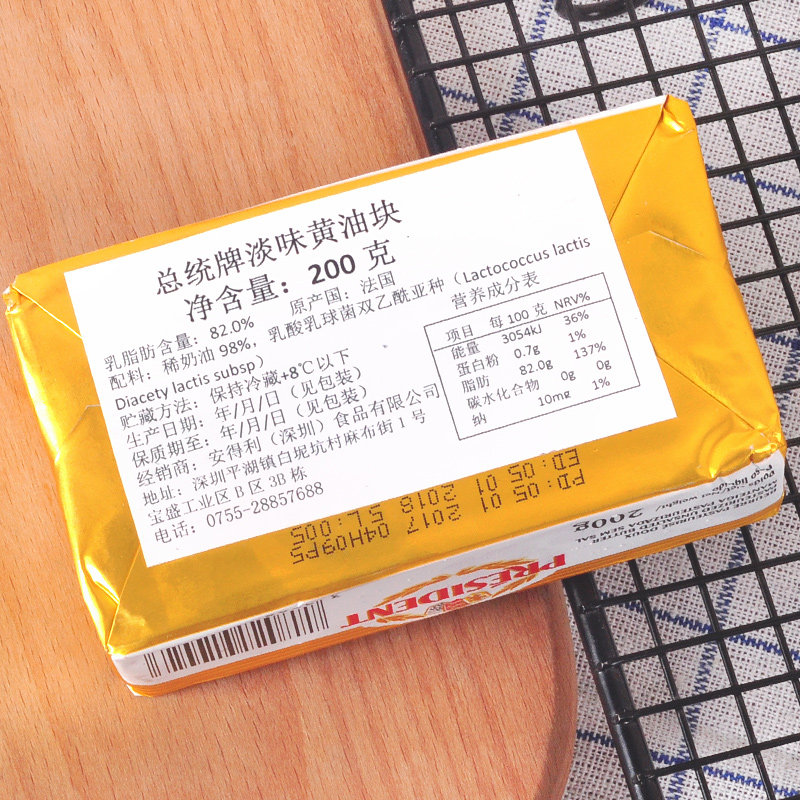 总统牌淡味黄油块
净含量：200 克
乳脂肪含量：82.0% 原产国：法国
配料：稀奶油 98%，乳酸乳球菌双乙酰亚种（Lactococcus lactis
Diacety lactis subsp）
贮藏方法：保持冷藏+8℃以下
生产日期：年/月/日（见包装）
保质期至：年/月/日（见包装）
经销商：安得利（深圳）食品有限公司
地址：深圳平湖镇白坭坑村麻布街 1 号
宝盛工业区 B 区 3B 栋
电话：0755-28857688
营养成分表
项目 每 100 克 NRV%
能量 3054kJ 36%
蛋白粉 0.7g 1%
脂肪 82.0g 137%
碳水化合物 0g 0g
纳 10mg 1%
PD:05 01 2017 04H09F5
ED:05 01 2018 5L:005
PRÉSIDENT
200g